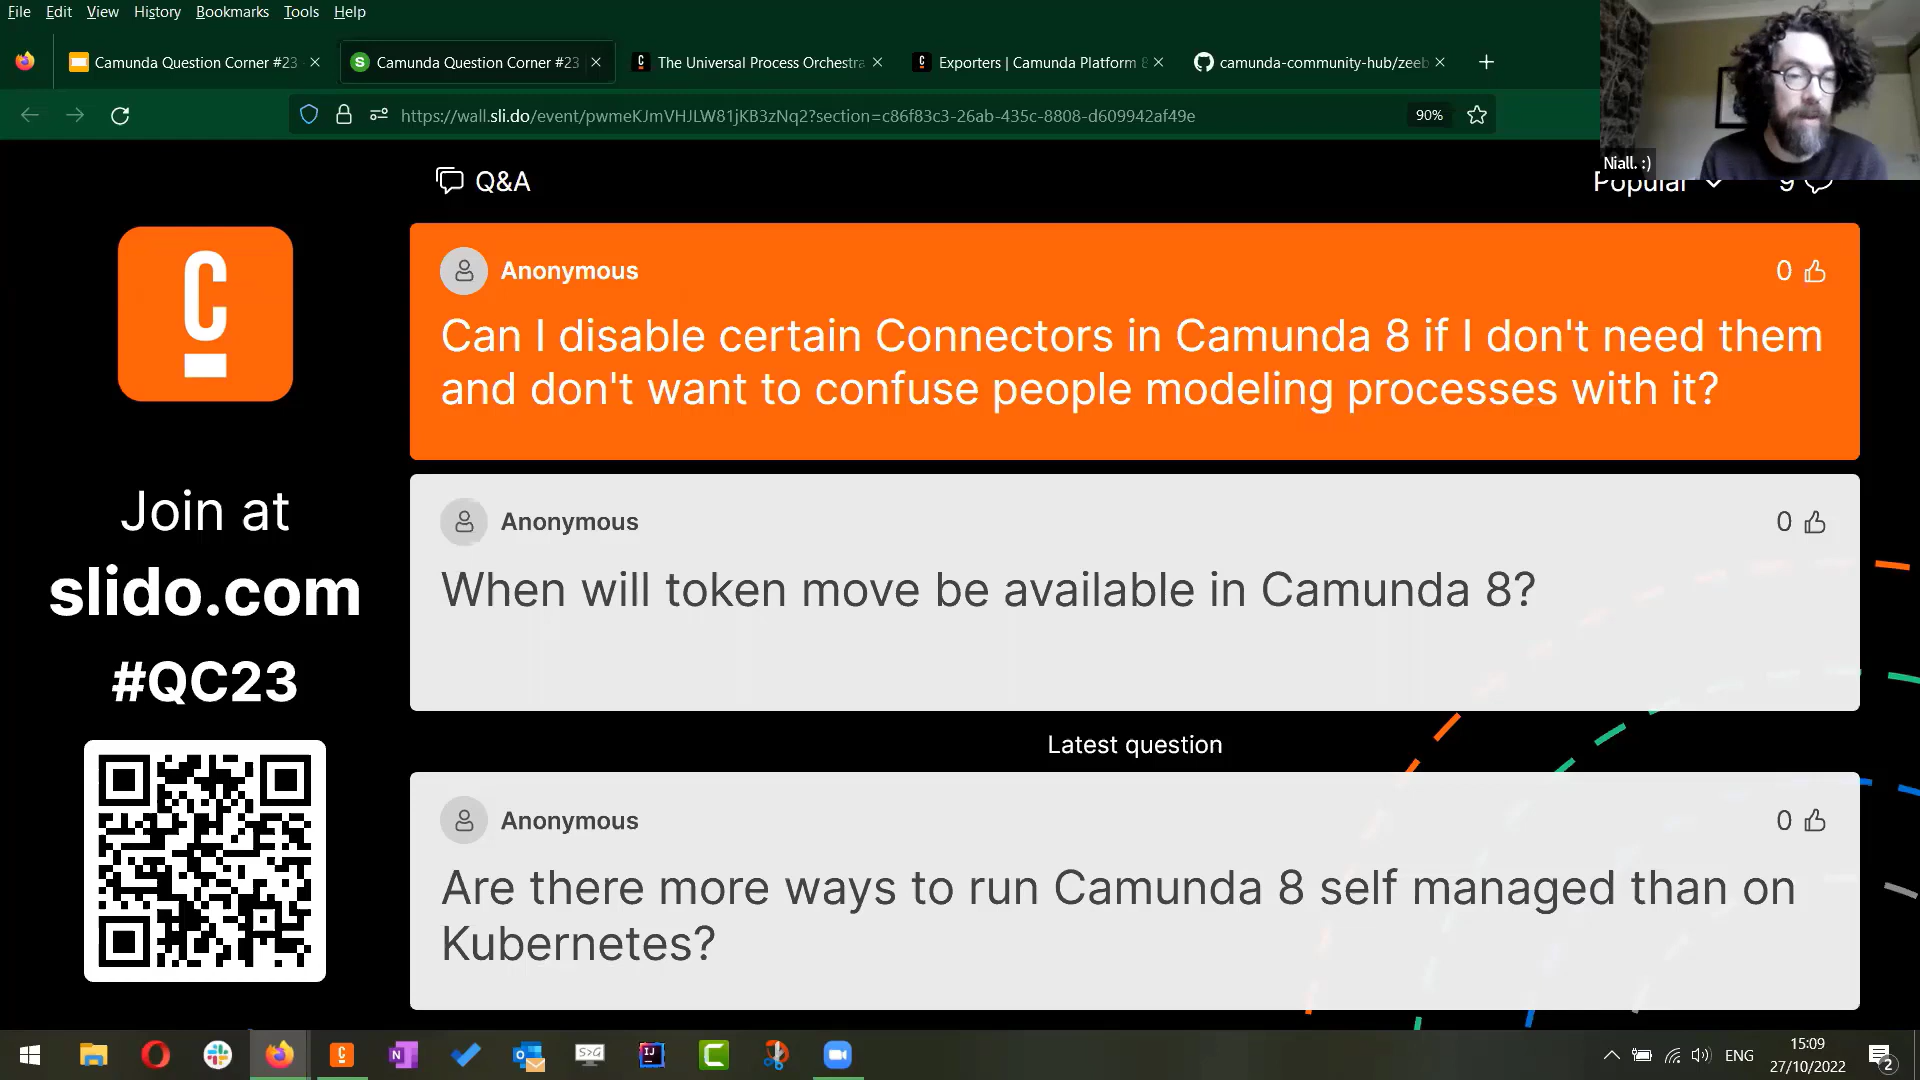 File Edit View History Bookmarks Tools Help
Camunda Question Corner #23
Camunda Question Corner #23
The Universal Process Orchestra
Exporters | Camunda Platform 8
camunda-community-hub/zeeb
https://wall.sli.do/event/pwmeKJmVHJLW81jKB3zNq2?section=c86f83c3-26ab-435c-8808-d609942af49e
90%
Niall. :)
Q&A
Popular
9
Anonymous
0
Can I disable certain Connectors in Camunda 8 if I don't need them
and don't want to confuse people modeling processes with it?
Join at
slido.com
#QC23
Anonymous
0
When will token move be available in Camunda 8?
Latest question
Anonymous
0
Are there more ways to run Camunda 8 self managed than on
Kubernetes?
ENG
15:09
27/10/2022
2